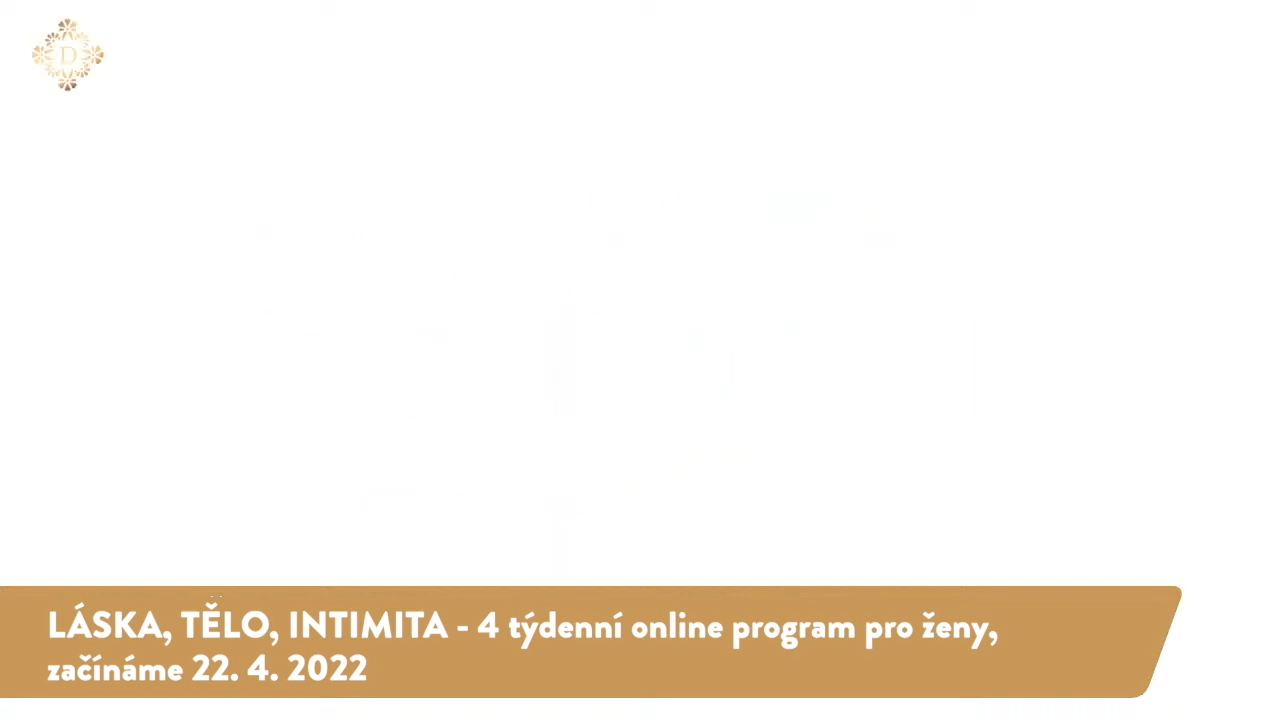 D
LÁSKA, TĚLO, INTIMITA - 4 týdenní online program pro ženy,
začínáme 22. 4. 2022